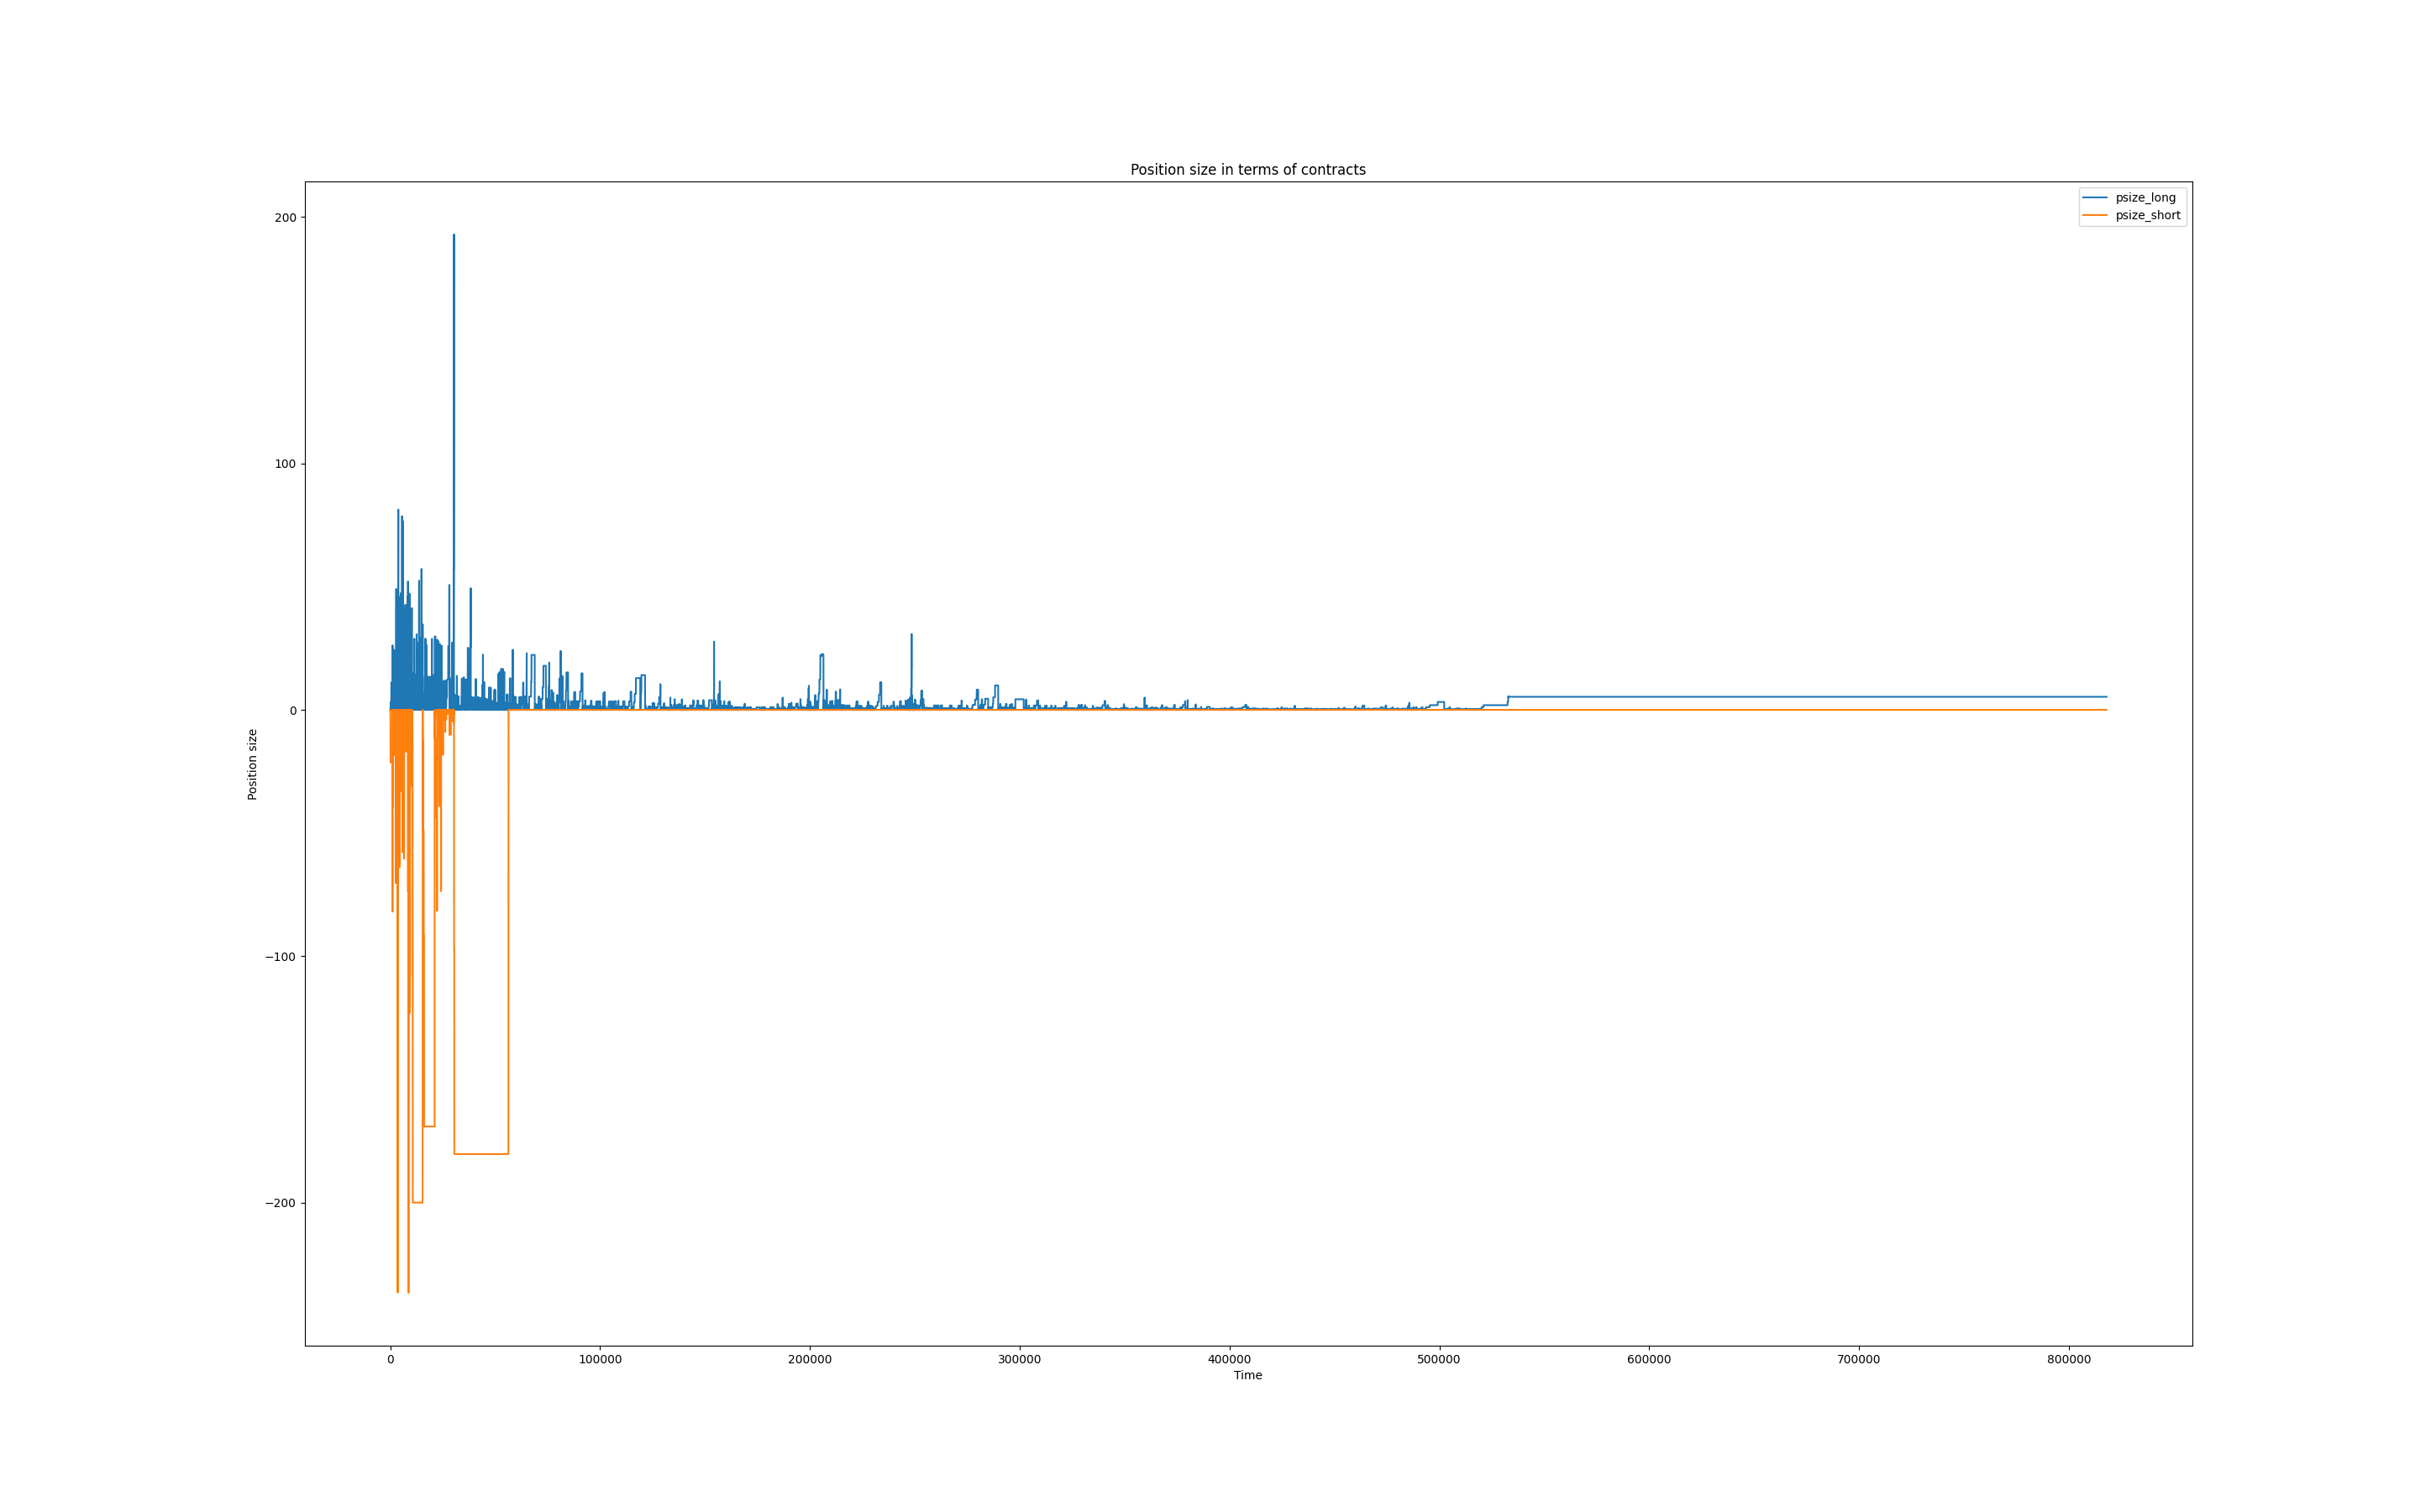 Position size in terms of contracts
psize_long
psize_short
200
100
0
−100
−200
Position size
0
100000
200000
300000
400000
500000
600000
700000
800000
Time